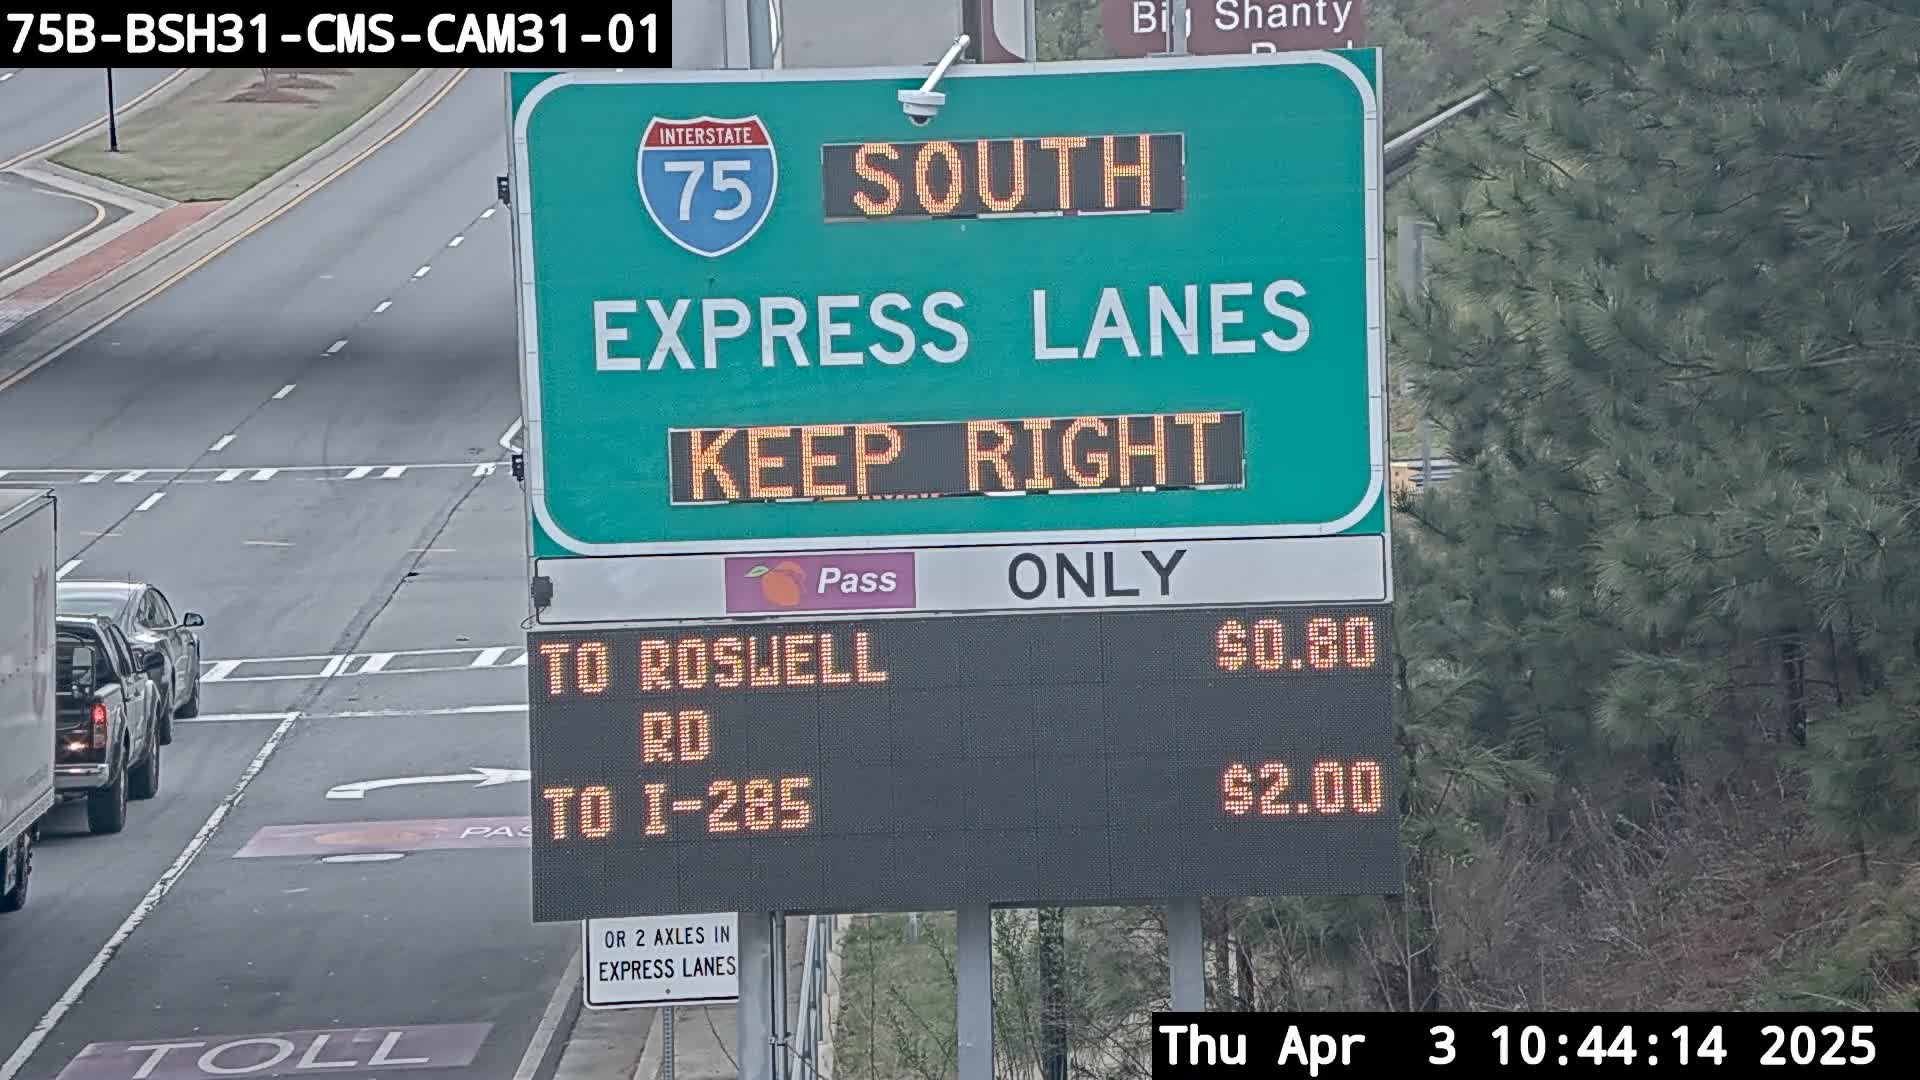 75B-BSH31-CMS-CAM31-01
Big Shanty
INTERSTATE
75
SOUTH
EXPRESS LANES
KEEP RIGHT
Pass
ONLY
TO ROSWELL $0.80
RD
TO I-285 $2.00
OR 2 AXLES IN
EXPRESS LANES
TOLL
Thu Apr 3 10:44:14 2025